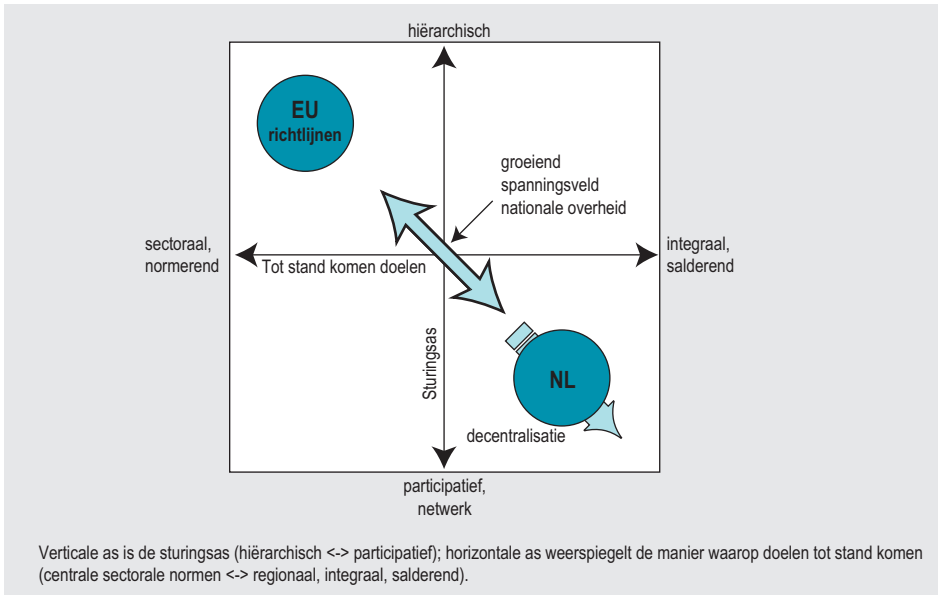 hiërarchisch
EU
richtlijnen
groeiend
spanningsveld
nationale overheid
sectoraal,
normerend
integraal,
salderend
Tot stand komen doelen
Sturingsas
NL
decentralisatie
participatief,
netwerk
Verticale as is de sturingsas (hiërarchisch <-> participatief); horizontale as weerspiegelt de manier waarop doelen tot stand komen
(centrale sectorale normen <-> regionaal, integraal, salderend).